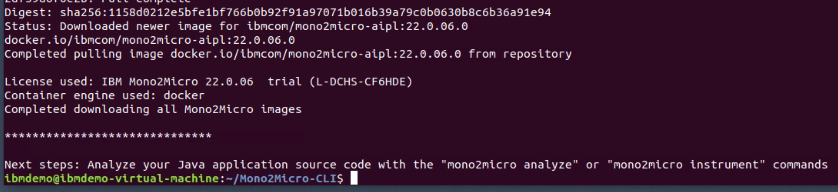 Digest: sha256:1158d0212e5bfe1bf766b0b92f91a97071b016b39a79c0b0630b8c6b36a91e94
Status: Downloaded newer image for ibmcom/mono2micro-aipl:22.0.06.0
docker.io/ibmcom/mono2micro-aipl:22.0.06.0
Completed pulling image docker.io/ibmcom/mono2micro-aipl:22.0.06.0 from repository
License used: IBM Mono2Micro 22.0.06  trial (L-DCHS-CF6HDE)
Container engine used: docker
Completed downloading all Mono2Micro images
******************************
Next steps: Analyze your Java application source code with the "mono2micro analyze" or "mono2micro instrument" commands
ibmdemo@ibmdemo-virtual-machine:~/Mono2Micro-CLI$